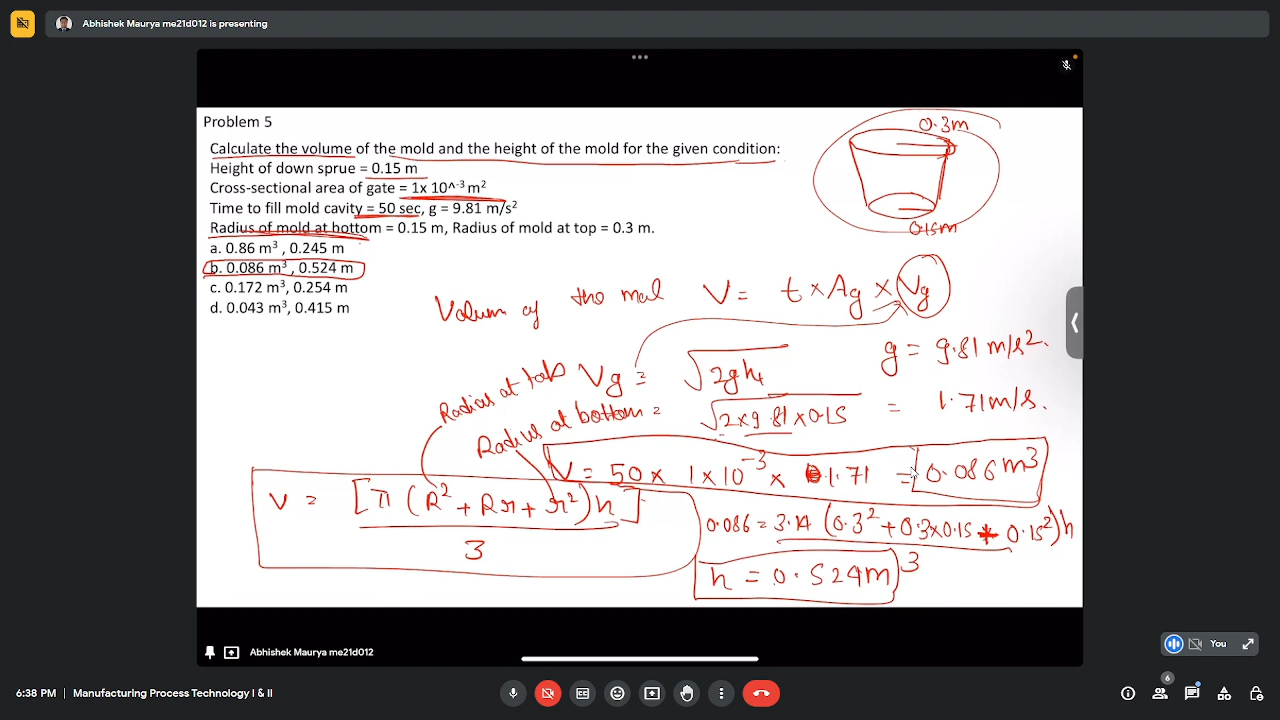 Abhishek Maurya me21d012 is presenting
Problem 5
Calculate the volume of the mold and the height of the mold for the given condition:
Height of down sprue = 0.15 m
Cross-sectional area of gate = 1x 10^⁻³ m²
Time to fill mold cavity = 50 sec, g = 9.81 m/s²
Radius of mold at bottom = 0.15 m, Radius of mold at top = 0.3 m.
a. 0.86 m³ , 0.245 m
b. 0.086 m³ , 0.524 m
c. 0.172 m³, 0.254 m
d. 0.043 m³, 0.415 m
0.3m
0.15m
Volum of the mol V = t × Ag × Vg
g = 9.81 m/s².
Radius at tob Vg = √2ght
Radius at bottom = √2×9.81×0.15 = 1.71 m/s.
V = 50 × 1×10⁻³ × 1.71 = 0.086 m³
V = [π (R² + Rr + r²) h]
3
0.086 = 3.14 (0.3² + 0.3×0.15 + 0.15²) h
3
h = 0.524m
Abhishek Maurya me21d012
You
6
6:38 PM | Manufacturing Process Technology I & II